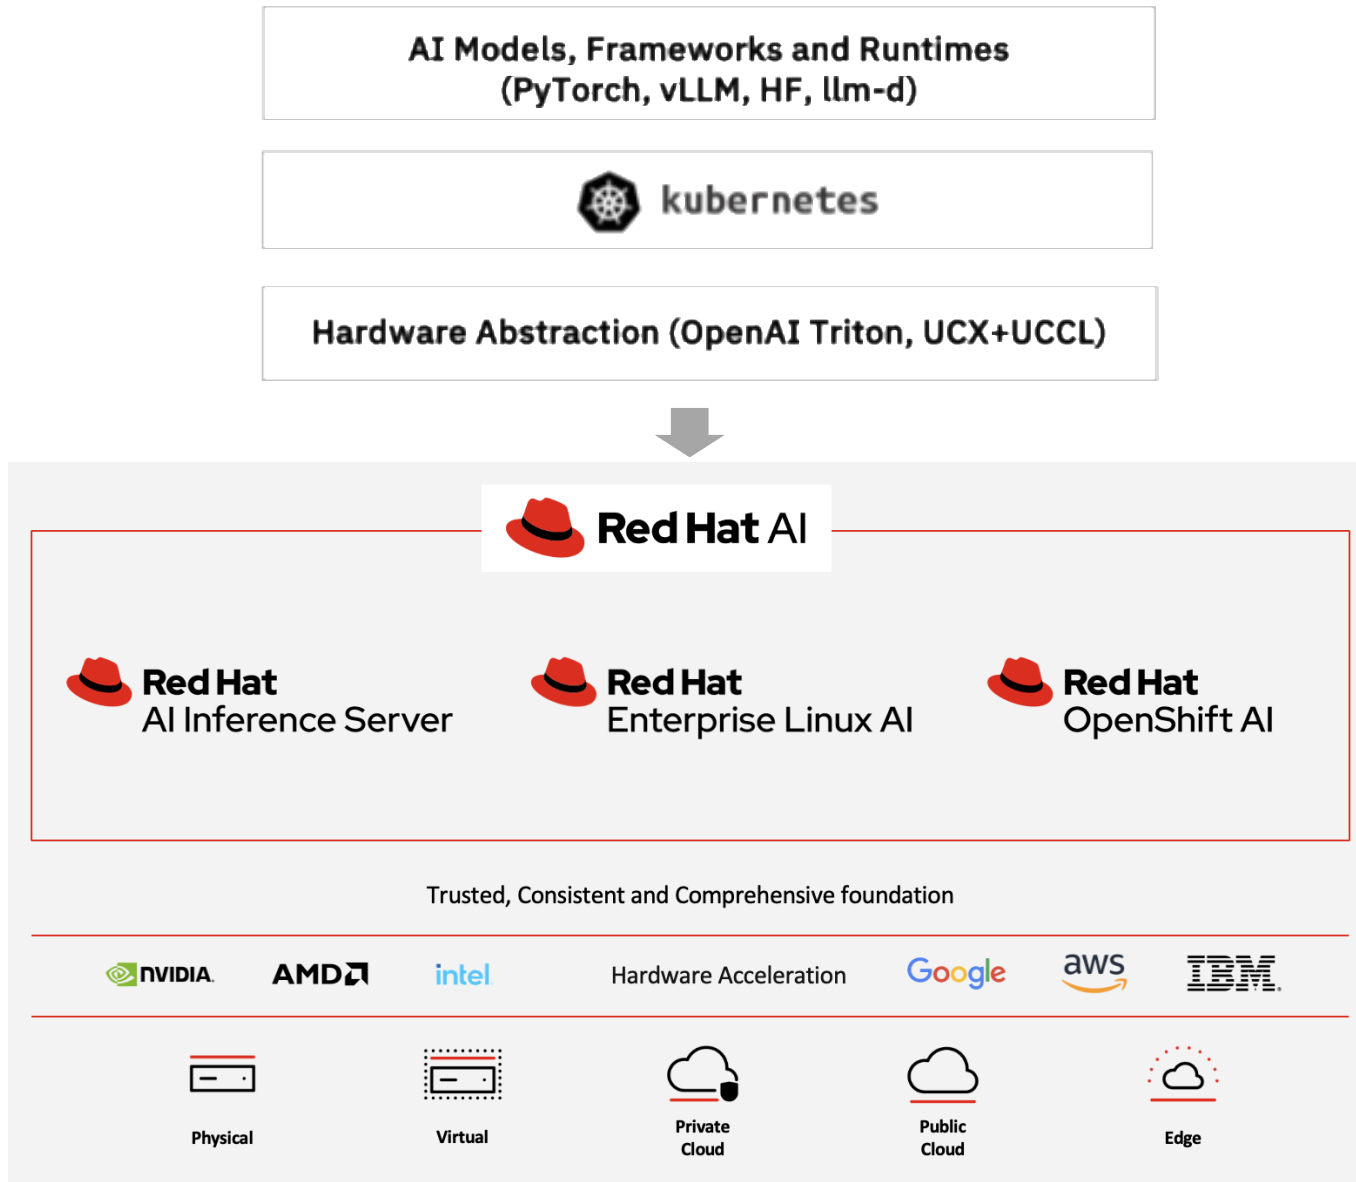 AI Models, Frameworks and Runtimes
(PyTorch, vLLM, HF, llm-d)
kubernetes
Hardware Abstraction (OpenAI Triton, UCX+UCCL)
Red Hat AI
Red Hat
AI Inference Server
Red Hat
Enterprise Linux AI
Red Hat
OpenShift AI
Trusted, Consistent and Comprehensive foundation
NVIDIA.
AMD
intel
Hardware Acceleration
Google
aws
IBM
Physical
Virtual
Private
Cloud
Public
Cloud
Edge